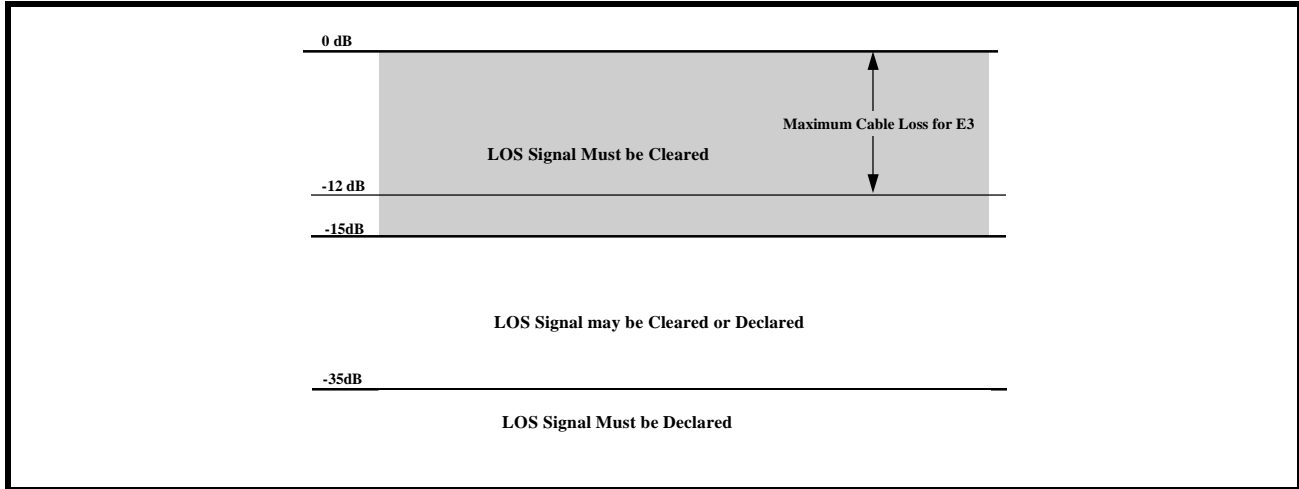 0 dB
Maximum Cable Loss for E3
LOS Signal Must be Cleared
-12 dB
-15dB
LOS Signal may be Cleared or Declared
-35dB
LOS Signal Must be Declared